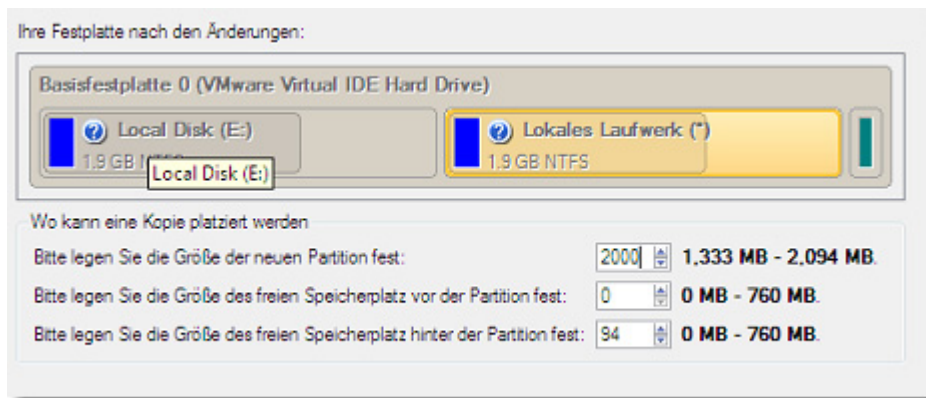 Ihre Festplatte nach den Änderungen:
Basisfestplatte 0 (VMware Virtual IDE Hard Drive)
Local Disk (E:)
1.9 GB NTFS
Local Disk (E:)
Lokales Laufwerk (*)
1.9 GB NTFS
Wo kann eine Kopie platziert werden
Bitte legen Sie die Größe der neuen Partition fest: 2000 1,333 MB - 2,094 MB.
Bitte legen Sie die Größe des freien Speicherplatz vor der Partition fest: 0 0 MB - 760 MB.
Bitte legen Sie die Größe des freien Speicherplatz hinter der Partition fest: 94 0 MB - 760 MB.